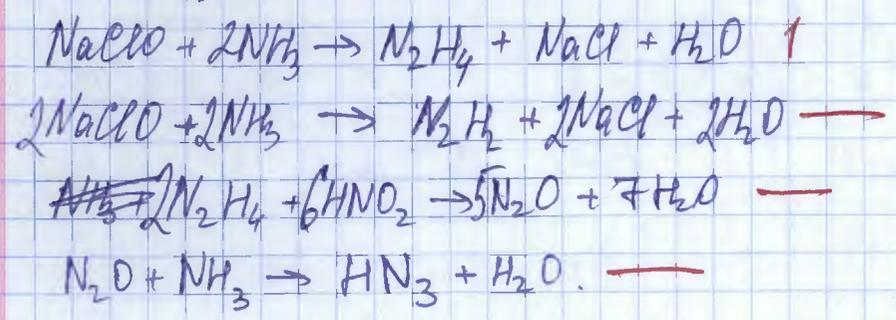 NaClO + 2NH₃ → N₂H₄ + NaCl + H₂O 1
2NaClO + 2NH₃ → N₂H₂ + 2NaCl + 2H₂O —
2N₂H₄ + 6HNO₂ → 5N₂O + 7H₂O —
N₂O + NH₃ → HN₃ + H₂O. —